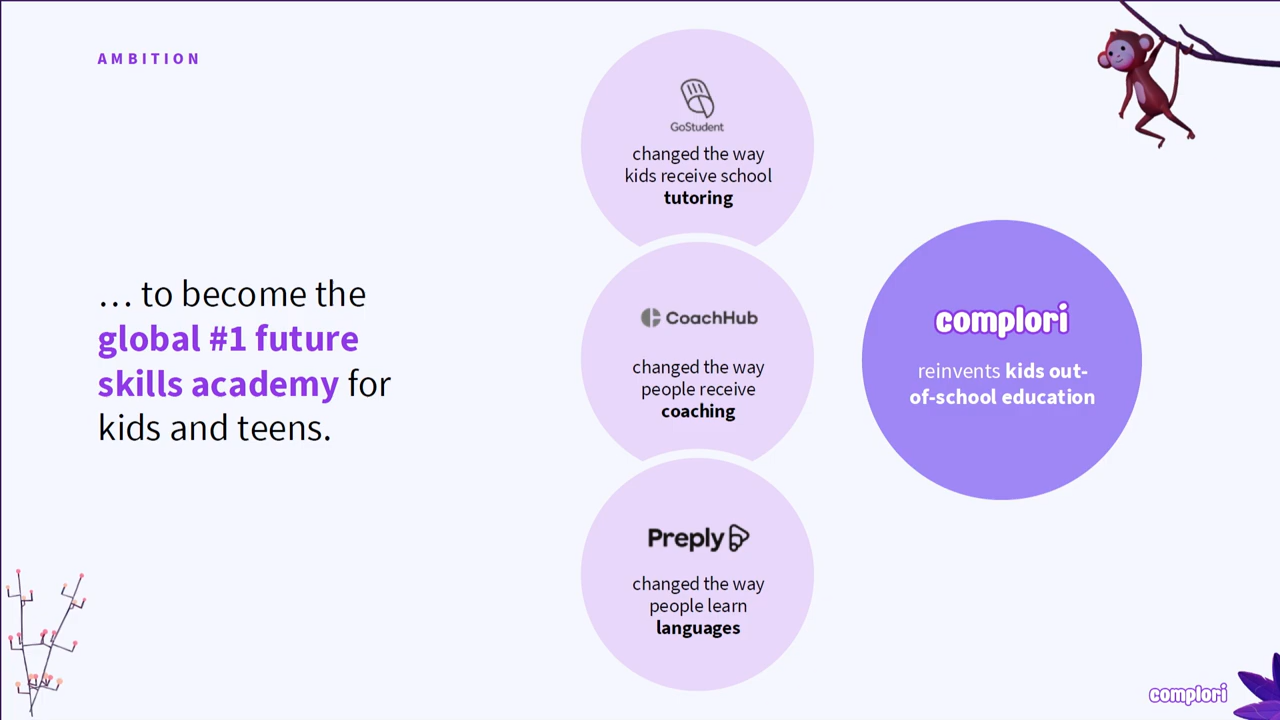 AMBITION
… to become the
global #1 future
skills academy for
kids and teens.
GoStudent
changed the way
kids receive school
tutoring
CoachHub
changed the way
people receive
coaching
Preply
changed the way
people learn
languages
complori
reinvents kids out-
of-school education
complori